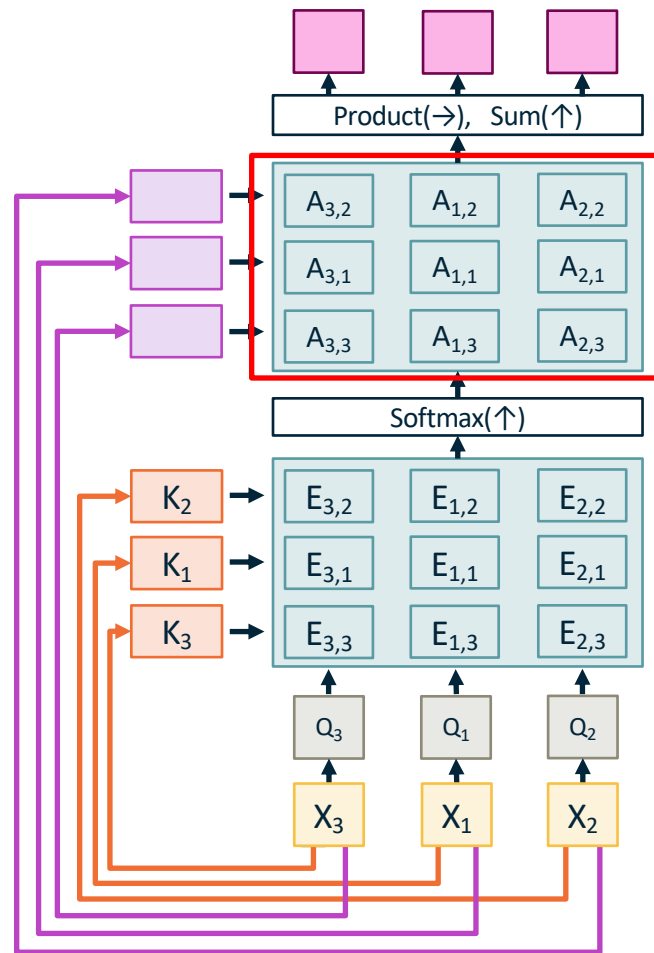 Product(→), Sum(↑)
A3,2 A1,2 A2,2
A3,1 A1,1 A2,1
A3,3 A1,3 A2,3
Softmax(↑)
K2 E3,2 E1,2 E2,2
K1 E3,1 E1,1 E2,1
K3 E3,3 E1,3 E2,3
Q3 Q1 Q2
X3 X1 X2